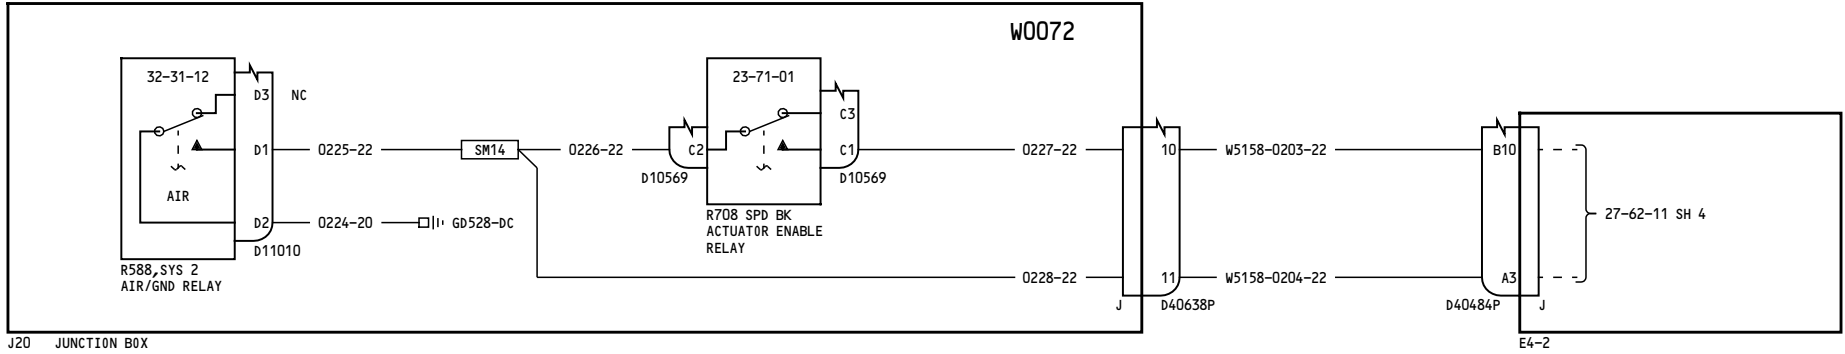 W0072
32-31-12
D3 NC
D1 0225-22 SM14 0226-22 C2
AIR
D2 0224-20 GD528-DC
D11010
R588,SYS 2
AIR/GND RELAY
23-71-01
C3
C1 0227-22 10 W5158-0203-22 B10
D10569 D10569
R708 SPD BK
ACTUATOR ENABLE
RELAY
27-62-11 SH 4
0228-22 11 W5158-0204-22 A3
J D40638P D40484P J
J20 JUNCTION BOX
E4-2